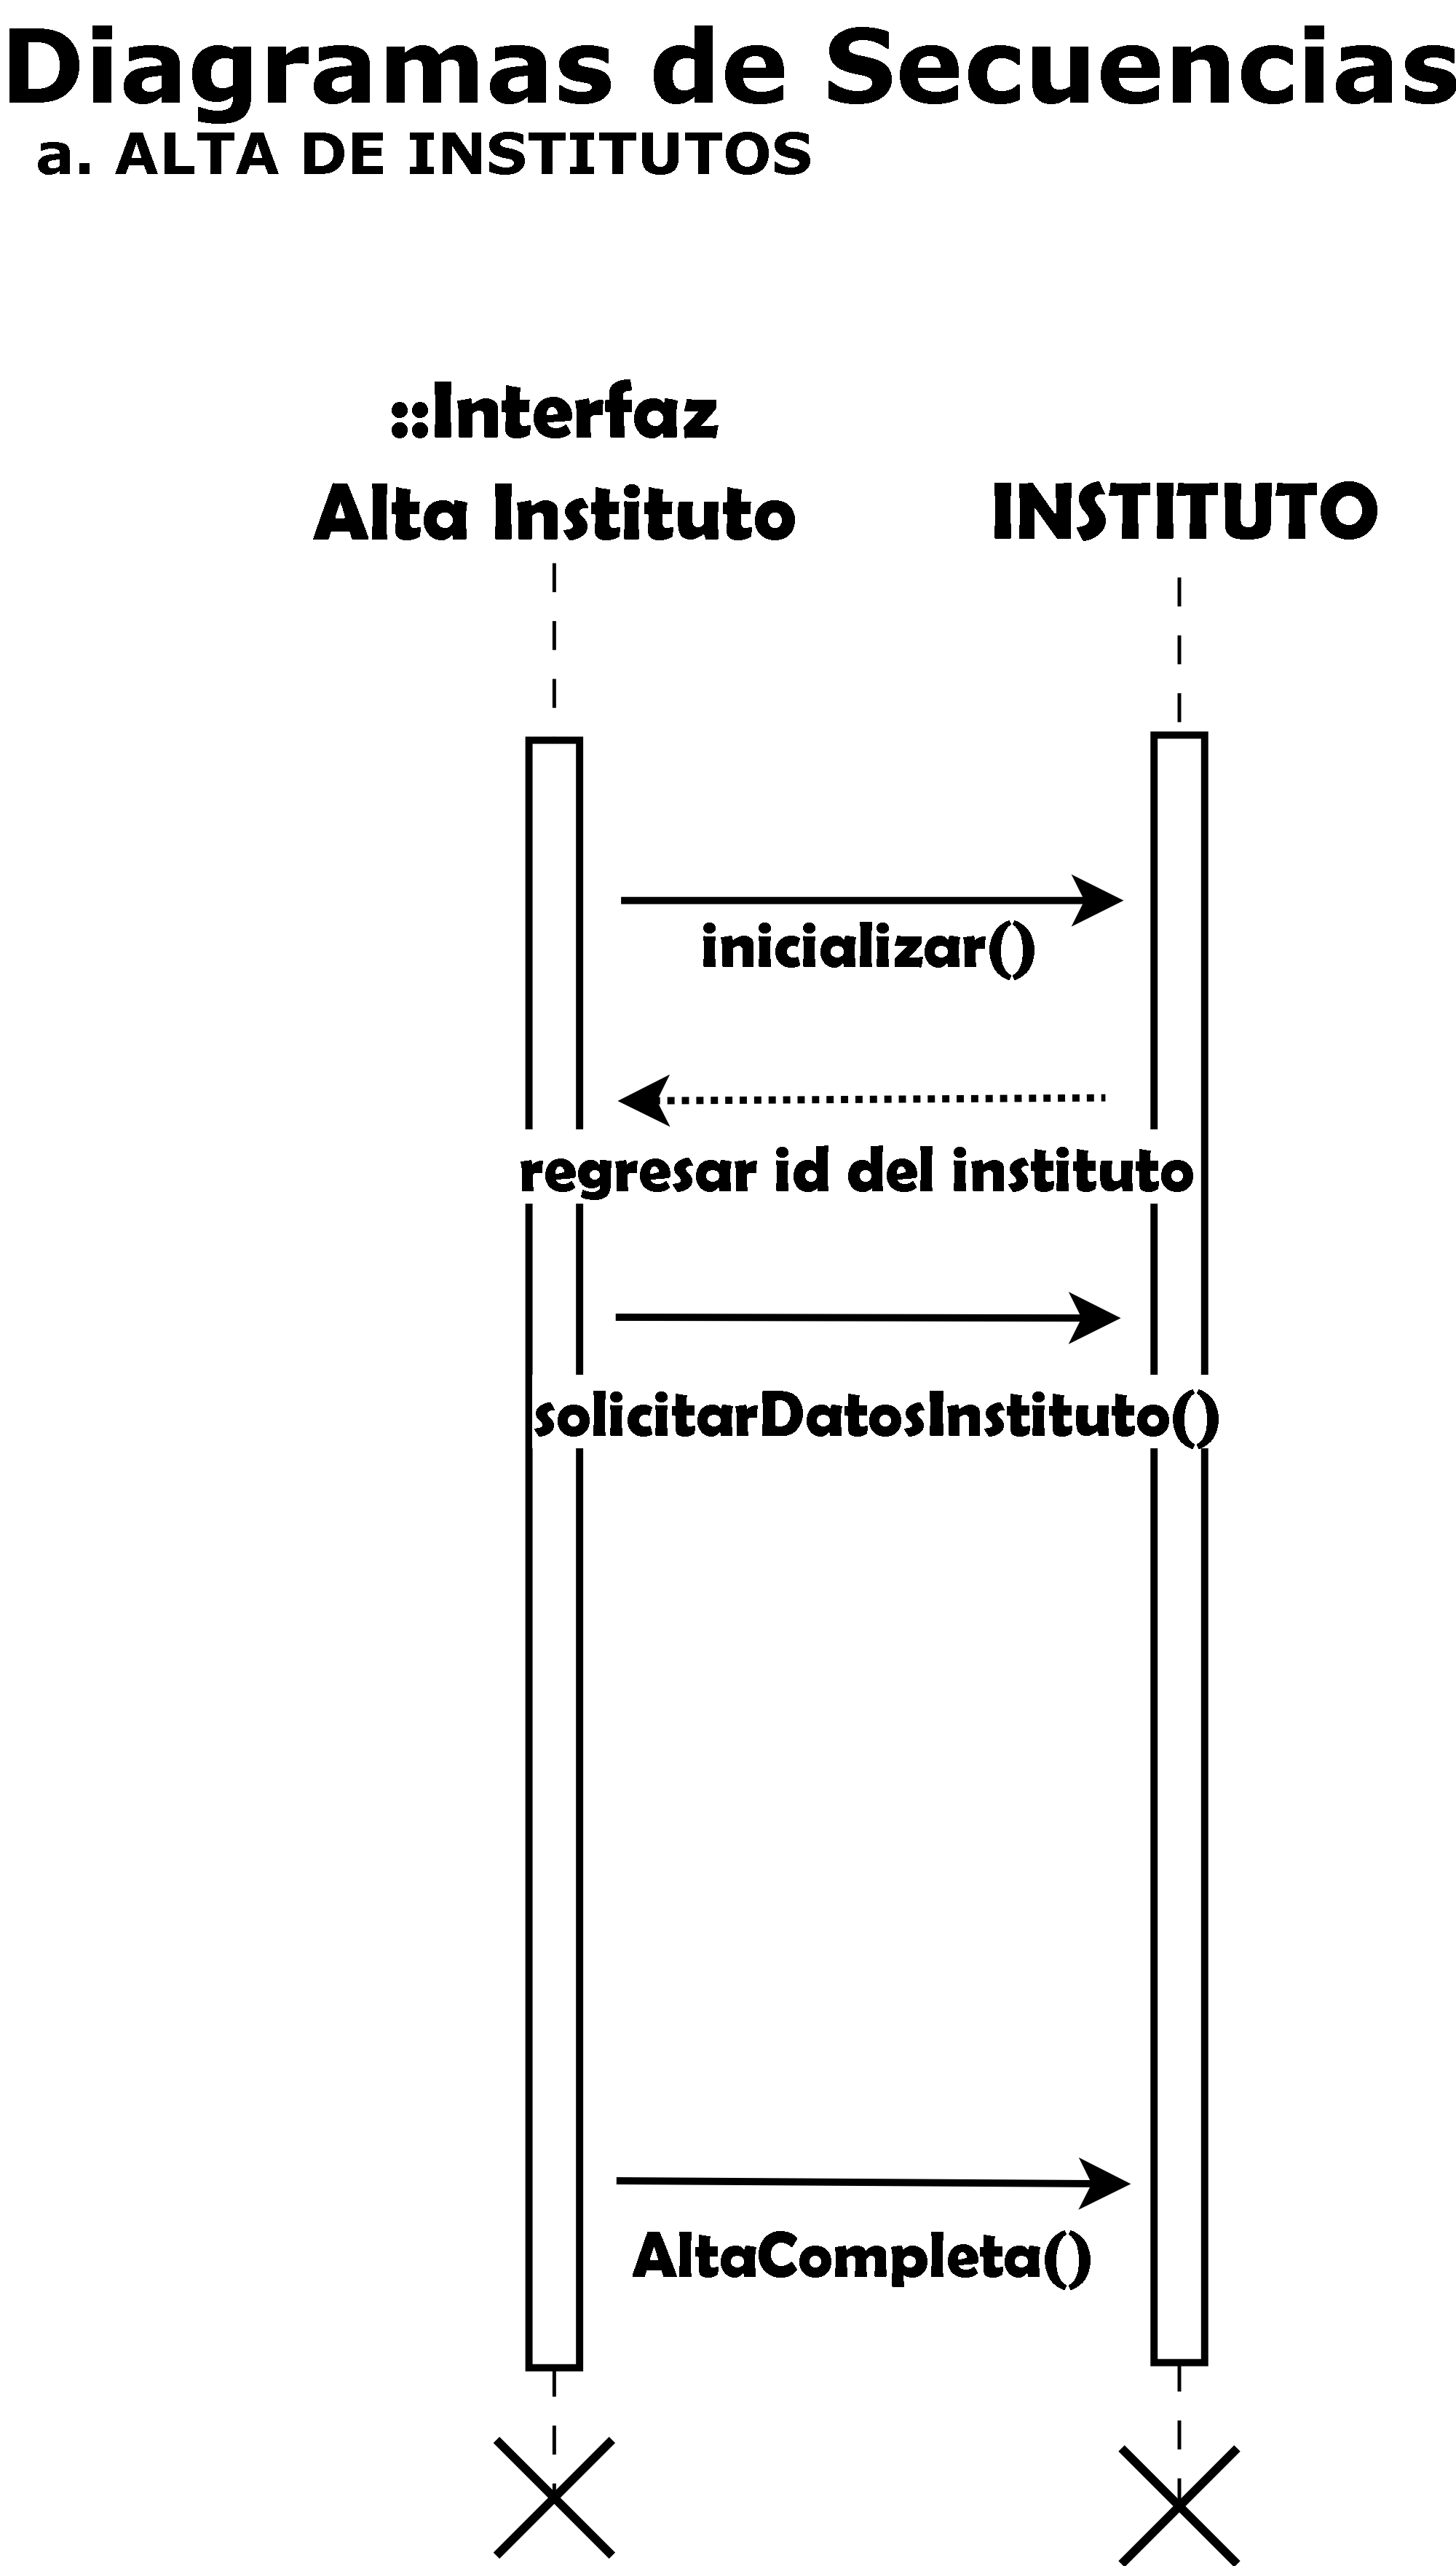 Diagramas de Secuencias
a. ALTA DE INSTITUTOS
::Interfaz
Alta Instituto
INSTITUTO
inicializar()
regresar id del instituto
solicitarDatosInstituto()
AltaCompleta()